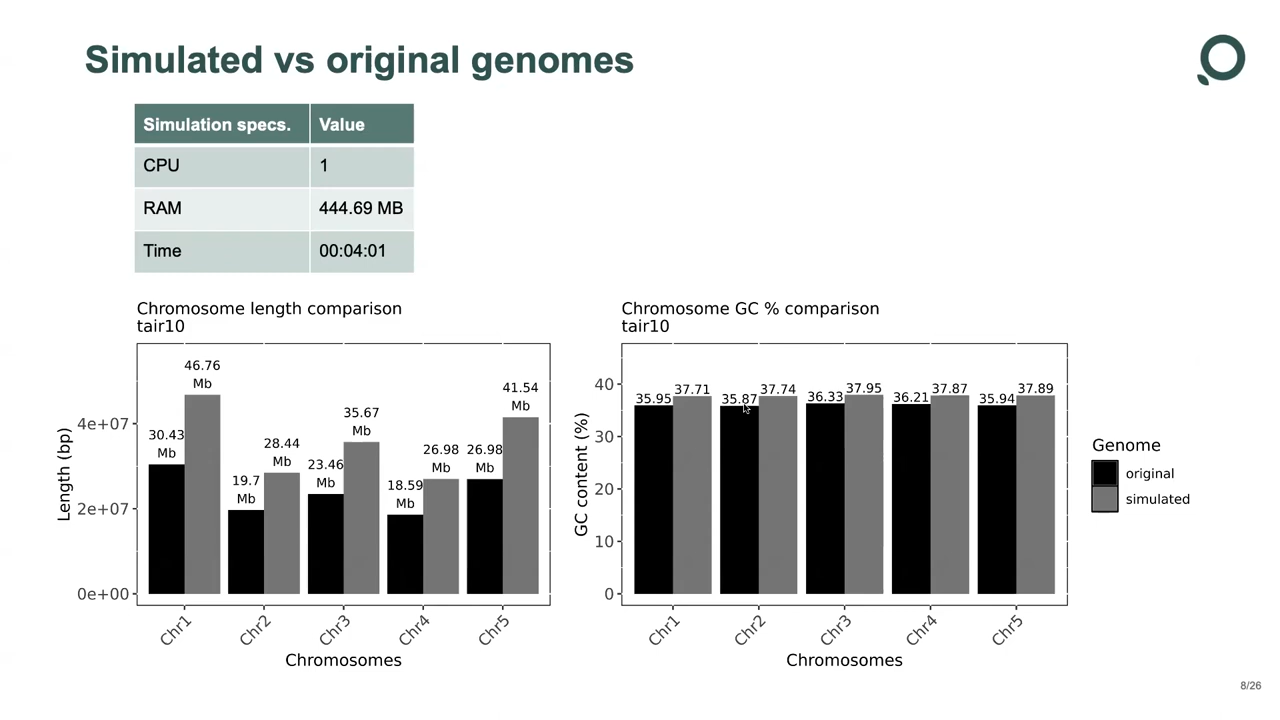 Simulated vs original genomes
Simulation specs. Value
CPU 1
RAM 444.69 MB
Time 00:04:01
Chromosome length comparison
tair10
46.76
Mb
41.54
Mb
35.67
Mb
30.43
Mb
28.44
Mb
26.98
Mb
26.98
Mb
23.46
Mb
19.7
Mb
18.59
Mb
4e+07
2e+07
0e+00
Length (bp)
Chr1 Chr2 Chr3 Chr4 Chr5
Chromosomes
Chromosome GC % comparison
tair10
35.95 37.71 35.87 37.74 36.33 37.95 36.21 37.87 35.94 37.89
40
30
20
10
0
GC content (%)
Chr1 Chr2 Chr3 Chr4 Chr5
Chromosomes
Genome
original
simulated
8/26